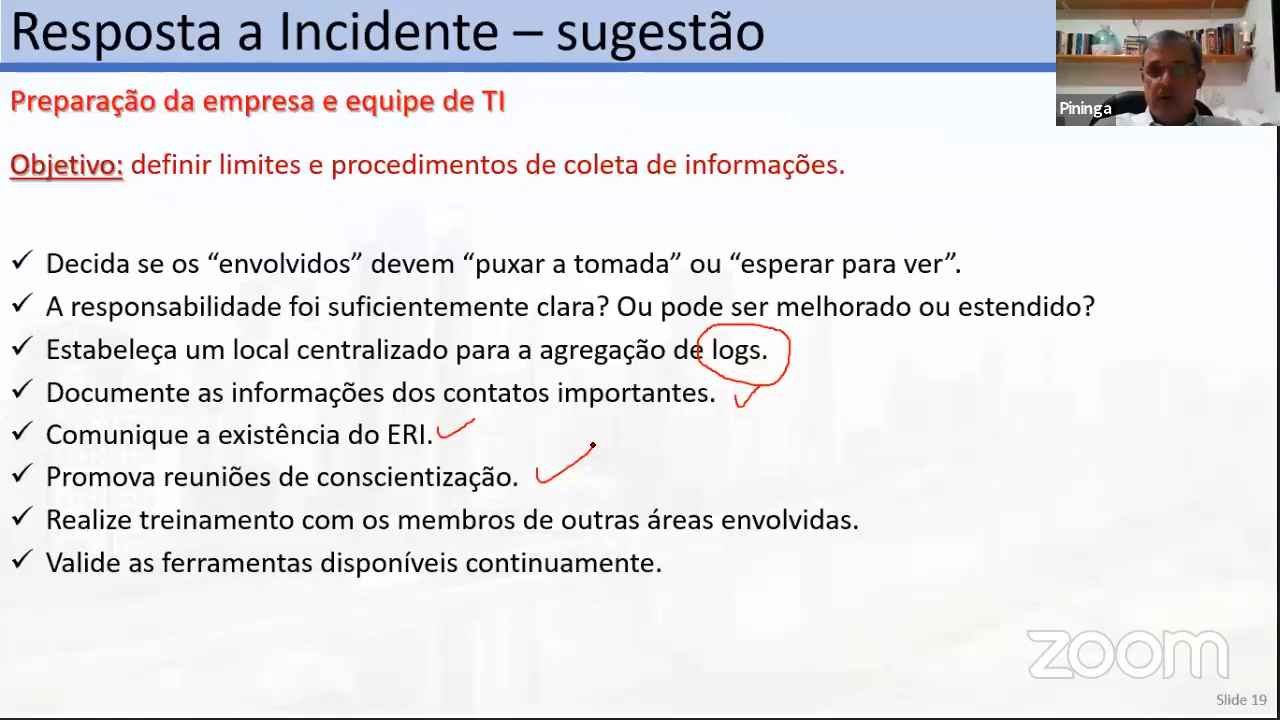 Resposta a Incidente – sugestão
Pininga
Preparação da empresa e equipe de TI
Objetivo: definir limites e procedimentos de coleta de informações.
✓ Decida se os “envolvidos” devem “puxar a tomada” ou “esperar para ver”.
✓ A responsabilidade foi suficientemente clara? Ou pode ser melhorado ou estendido?
✓ Estabeleça um local centralizado para a agregação de logs.
✓ Documente as informações dos contatos importantes.
✓ Comunique a existência do ERI.
✓ Promova reuniões de conscientização.
✓ Realize treinamento com os membros de outras áreas envolvidas.
✓ Valide as ferramentas disponíveis continuamente.
zoom
Slide 19